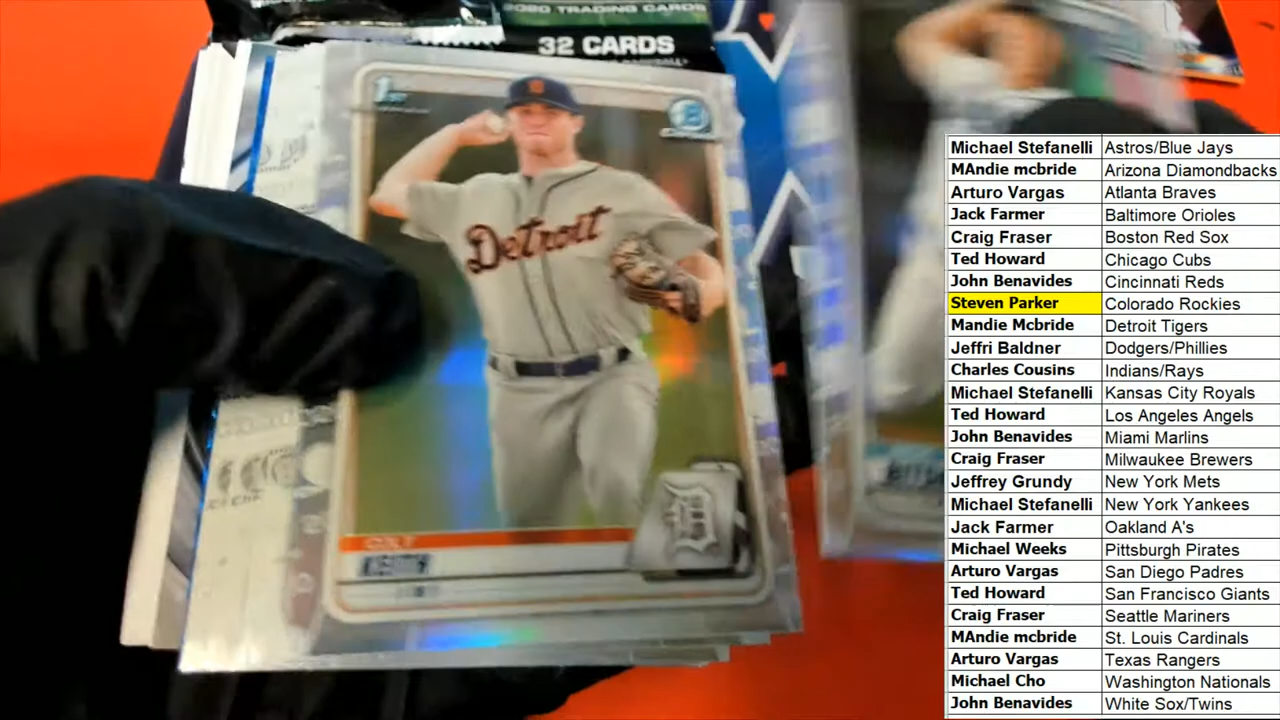 2020 TRADING CARDS
32 CARDS
1st
Detroit
COLT
Michael Stefanelli Astros/Blue Jays
MAndie mcbride Arizona Diamondbacks
Arturo Vargas Atlanta Braves
Jack Farmer Baltimore Orioles
Craig Fraser Boston Red Sox
Ted Howard Chicago Cubs
John Benavides Cincinnati Reds
Steven Parker Colorado Rockies
Mandie Mcbride Detroit Tigers
Jeffri Baldner Dodgers/Phillies
Charles Cousins Indians/Rays
Michael Stefanelli Kansas City Royals
Ted Howard Los Angeles Angels
John Benavides Miami Marlins
Craig Fraser Milwaukee Brewers
Jeffrey Grundy New York Mets
Michael Stefanelli New York Yankees
Jack Farmer Oakland A's
Michael Weeks Pittsburgh Pirates
Arturo Vargas San Diego Padres
Ted Howard San Francisco Giants
Craig Fraser Seattle Mariners
MAndie mcbride St. Louis Cardinals
Arturo Vargas Texas Rangers
Michael Cho Washington Nationals
John Benavides White Sox/Twins